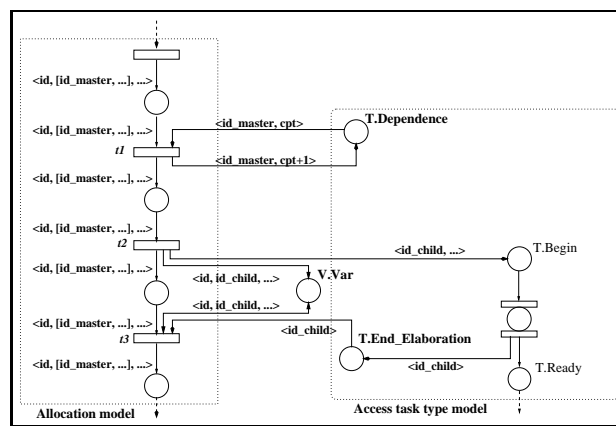 <id, [id_master, ...], ...>
<id, [id_master, ...], ...>
<id_master, cpt>
T.Dependence
t1
<id_master, cpt+1>
<id, [id_master, ...], ...>
<id, [id_master, ...], ...>
t2
<id_child, ...>
T.Begin
<id, id_child, ...>
V.Var
<id, [id_master, ...], ...>
<id, id_child, ...>
<id, [id_master, ...], ...>
<id_child>
T.End_Elaboration
t3
<id, [id_master, ...], ...>
<id_child>
T.Ready
Allocation model
Access task type model